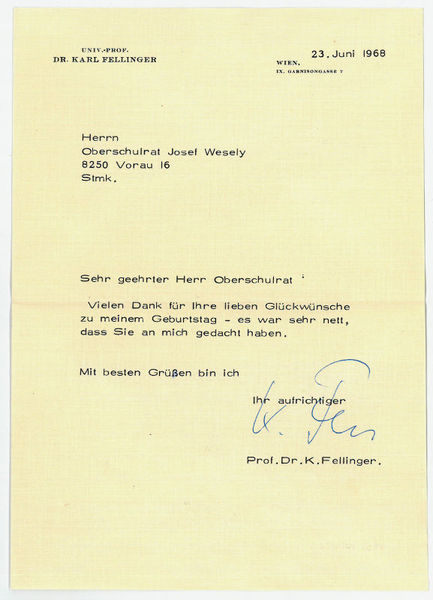 UNIV.-PROF.
DR. KARL FELLINGER
23. Juni 1968
WIEN,
IX. GARNISONGASSE 7
Herrn
Oberschulrat Josef Wesely
8250 Vorau 16
Stmk.
Sehr geehrter Herr Oberschulrat
Vielen Dank für Ihre lieben Glückwünsche
zu meinem Geburtstag - es war sehr nett,
dass Sie an mich gedacht haben.
Mit besten Grüßen bin ich
Ihr aufrichtiger
K. Fell
Prof.Dr.K.Fellinger.